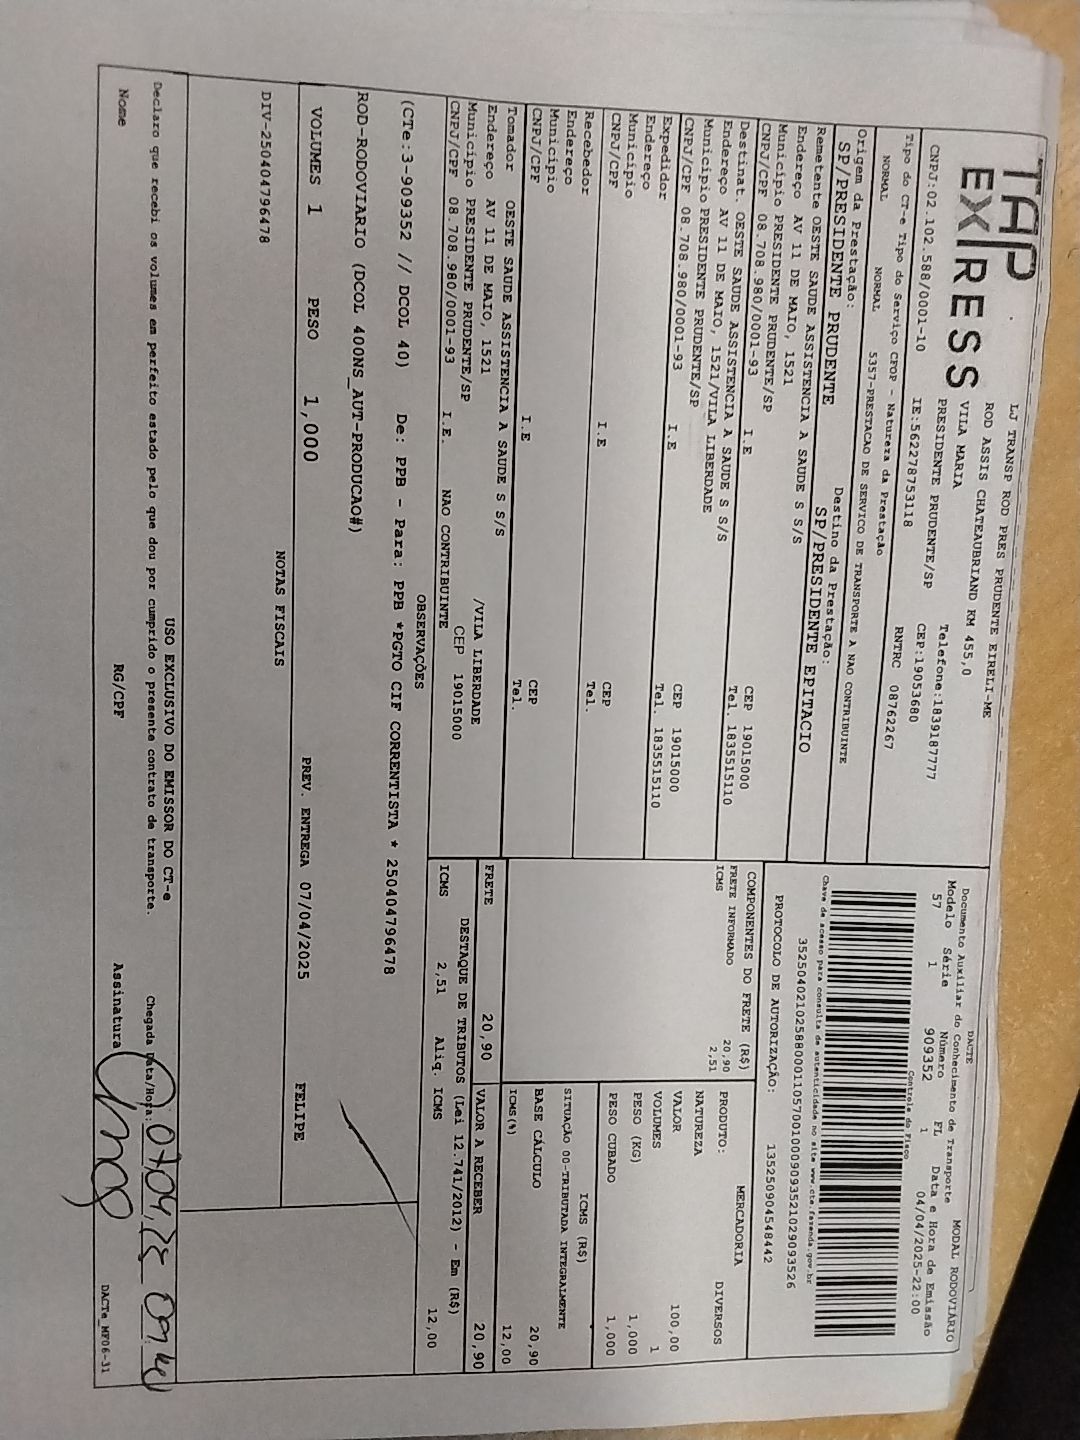 TAP
EXPRESS
LJ TRANSP ROD PRES PRUDENTE EIRELI-ME
ROD ASSIS CHATEAUBRIAND KM 455,0
VILA MARIA Telefone:1839187777
PRESIDENTE PRUDENTE/SP CEP:19053680
CNPJ:02.102.588/0001-10 IE:562278753118 RNTRC 08762267
DACTE MODAL RODOVIÁRIO
Documento Auxiliar do Conhecimento de Transporte
Modelo Série Número FL Data e Hora de Emissão
57 1 909352 1 04/04/2025-22:00
Controle do Fisco
Tipo do CT-e Tipo do Serviço CFOP - Natureza da Prestação
NORMAL NORMAL 5357-PRESTACAO DE SERVICO DE TRANSPORTE A NAO CONTRIBUINTE
Chave de acesso para consulta de autenticidade no site www.cte.fazenda.gov.br
35250402102588000110570010009093521029093526
PROTOCOLO DE AUTORIZAÇÃO: 135250904548442
Origem da Prestação: Destino da Prestação:
SP/PRESIDENTE PRUDENTE SP/PRESIDENTE EPITACIO
Remetente OESTE SAUDE ASSISTENCIA A SAUDE S S/S
Endereço AV 11 DE MAIO, 1521
Município PRESIDENTE PRUDENTE/SP CEP 19015000
CNPJ/CPF 08.708.980/0001-93 I.E Tel. 1835515110
Destinat. OESTE SAUDE ASSISTENCIA A SAUDE S S/S
Endereço AV 11 DE MAIO, 1521/VILA LIBERDADE
Município PRESIDENTE PRUDENTE/SP CEP 19015000
CNPJ/CPF 08.708.980/0001-93 I.E Tel. 1835515110
Expedidor
Endereço
Município CEP
CNPJ/CPF I.E Tel.
Recebedor
Endereço
Município CEP
CNPJ/CPF I.E Tel.
Tomador OESTE SAUDE ASSISTENCIA A SAUDE S S/S
Endereço AV 11 DE MAIO, 1521 /VILA LIBERDADE
Município PRESIDENTE PRUDENTE/SP CEP 19015000
CNPJ/CPF 08.708.980/0001-93 I.E. NAO CONTRIBUINTE
COMPONENTES DO FRETE (R$)
FRETE INFORMADO 20,90
ICMS 2,51
PRODUTO: MERCADORIA
NATUREZA DIVERSOS
VALOR 100,00
VOLUMES 1
PESO (KG) 1,000
PESO CUBADO 1,000
ICMS (R$)
SITUAÇÃO 00-TRIBUTADA INTEGRALMENTE
BASE CÁLCULO 20,90
ICMS(%) 12,00
FRETE 20,90 VALOR A RECEBER 20,90
DESTAQUE DE TRIBUTOS (Lei 12.741/2012) - Em (R$)
ICMS 2,51 Aliq. ICMS 12,00
OBSERVAÇÕES
(CTe:3-909352 // DCOL 40) De: PPB - Para: PPB *PGTO CIF CORRENTISTA * 250404796478
ROD-RODOVIARIO (DCOL 400NS_AUT-PRODUCAO#)
VOLUMES 1 PESO 1,000 PREV. ENTREGA 07/04/2025 FELIPE
NOTAS FISCAIS
DIV-250404796478
USO EXCLUSIVO DO EMISSOR DO CT-e
Declaro que recebi os volumes em perfeito estado pelo que dou por cumprido o presente contrato de transporte. Chegada Data/Hora: 07/04/25
Nome RG/CPF Assinatura
DACTe_MF06-31